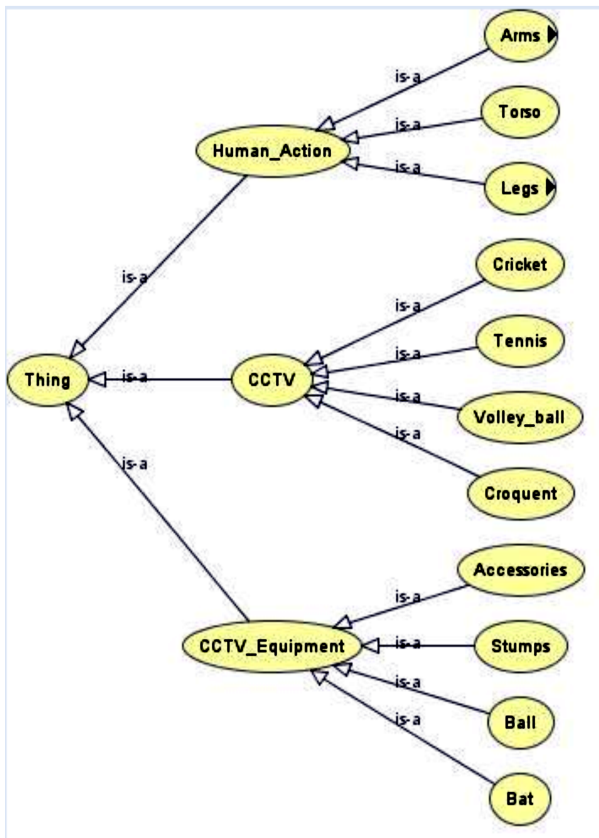 Arms
is-a
Torso
is-a
Human_Action
is-a
Legs
is-a
Cricket
is-a
Tennis
is-a
Thing
is-a
CCTV
is-a
Volley_ball
is-a
Croquent
is-a
Accessories
is-a
CCTV_Equipment
is-a
Stumps
is-a
Ball
is-a
Bat